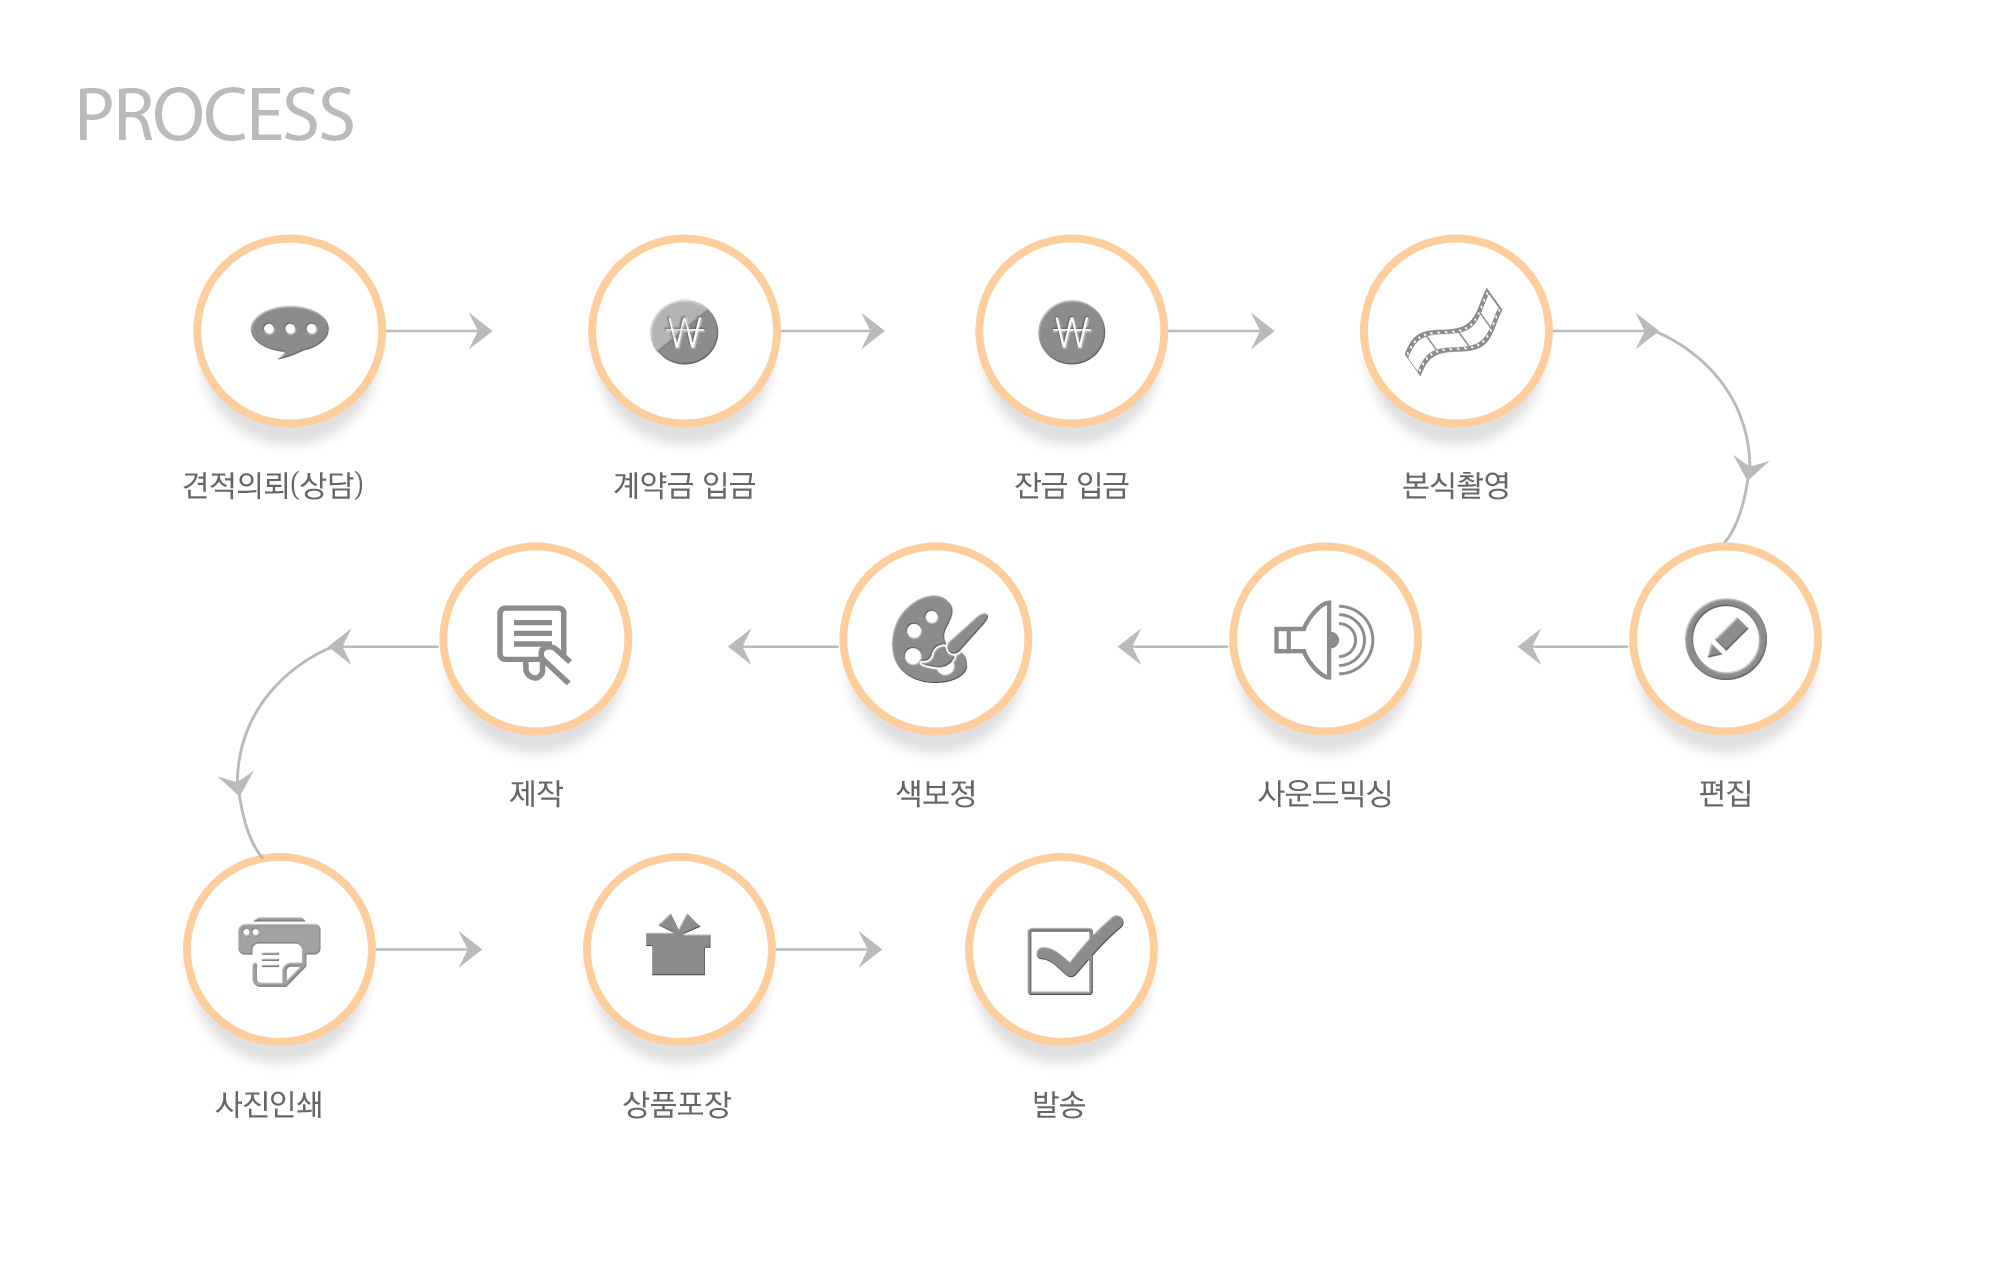 PROCESS
견적의뢰(상담)
계약금 입금
잔금 입금
본식촬영
편집
사운드믹싱
색보정
제작
사진인쇄
상품포장
발송